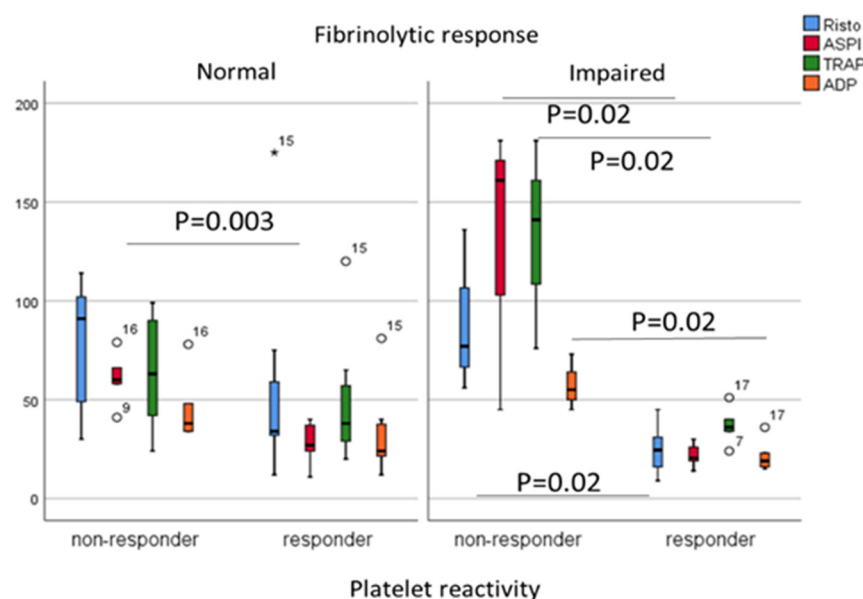 Fibrinolytic response
Risto
ASPI
TRAP
ADP
Normal
Impaired
200
150
100
50
0
15
P=0.003
15
16
16
15
9
P=0.02
P=0.02
P=0.02
17
17
7
P=0.02
non-responder
responder
non-responder
responder
Platelet reactivity